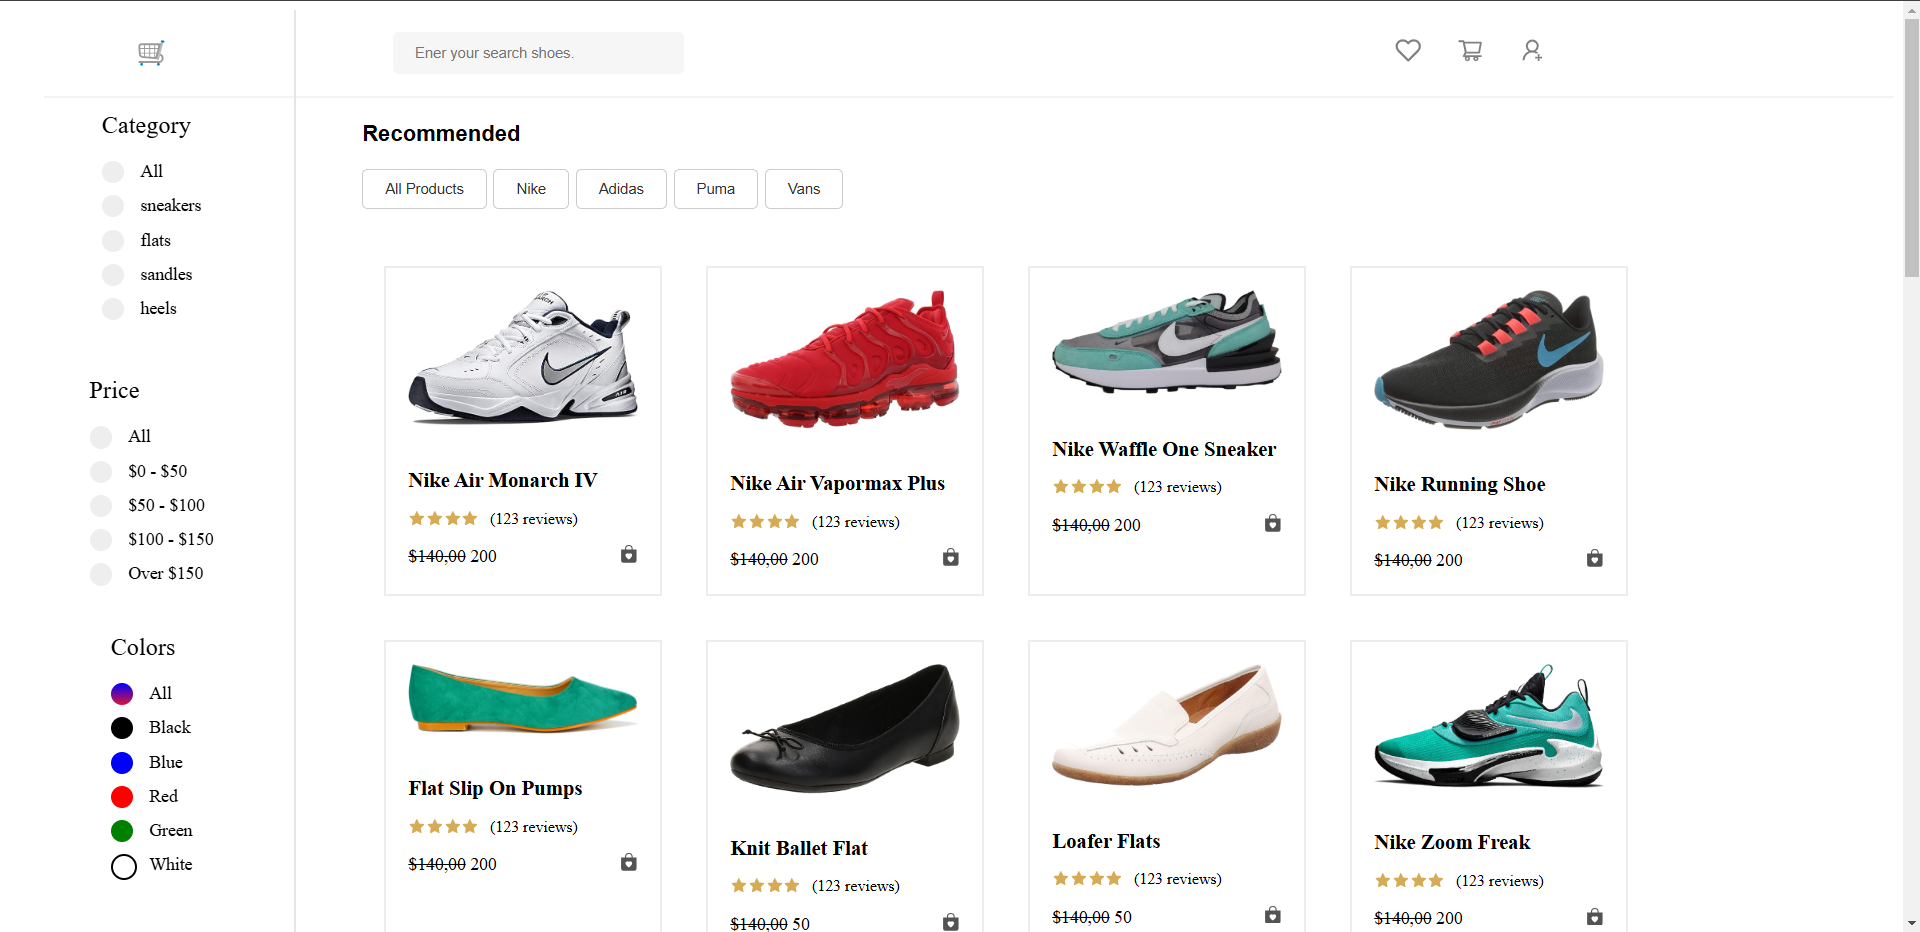 Ener your search shoes.
Category
All
sneakers
flats
sandles
heels
Price
All
$0 - $50
$50 - $100
$100 - $150
Over $150
Colors
All
Black
Blue
Red
Green
White
Recommended
All Products
Nike
Adidas
Puma
Vans
Nike Air Monarch IV
(123 reviews)
$140,00 200
Nike Air Vapormax Plus
(123 reviews)
$140,00 200
Nike Waffle One Sneaker
(123 reviews)
$140,00 200
Nike Running Shoe
(123 reviews)
$140,00 200
Flat Slip On Pumps
(123 reviews)
$140,00 200
Knit Ballet Flat
(123 reviews)
$140,00 50
Loafer Flats
(123 reviews)
$140,00 50
Nike Zoom Freak
(123 reviews)
$140,00 200